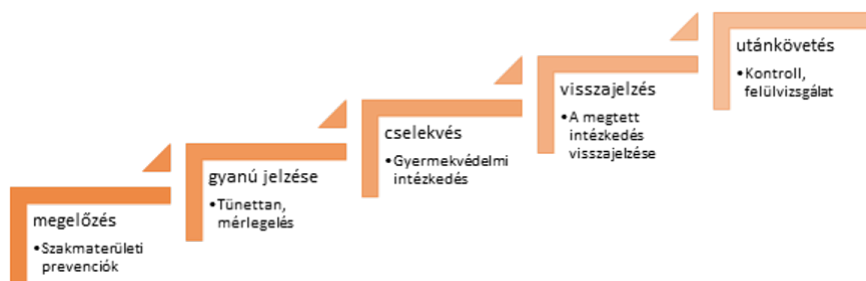 megelőzés
•Szakmaterületi
prevenciók
gyanú jelzése
•Tünettan,
mérlegelés
cselekvés
•Gyermekvédelmi
intézkedés
visszajelzés
•A megtett
intézkedés
visszajelzése
utánkövetés
•Kontroll,
felülvizsgálat